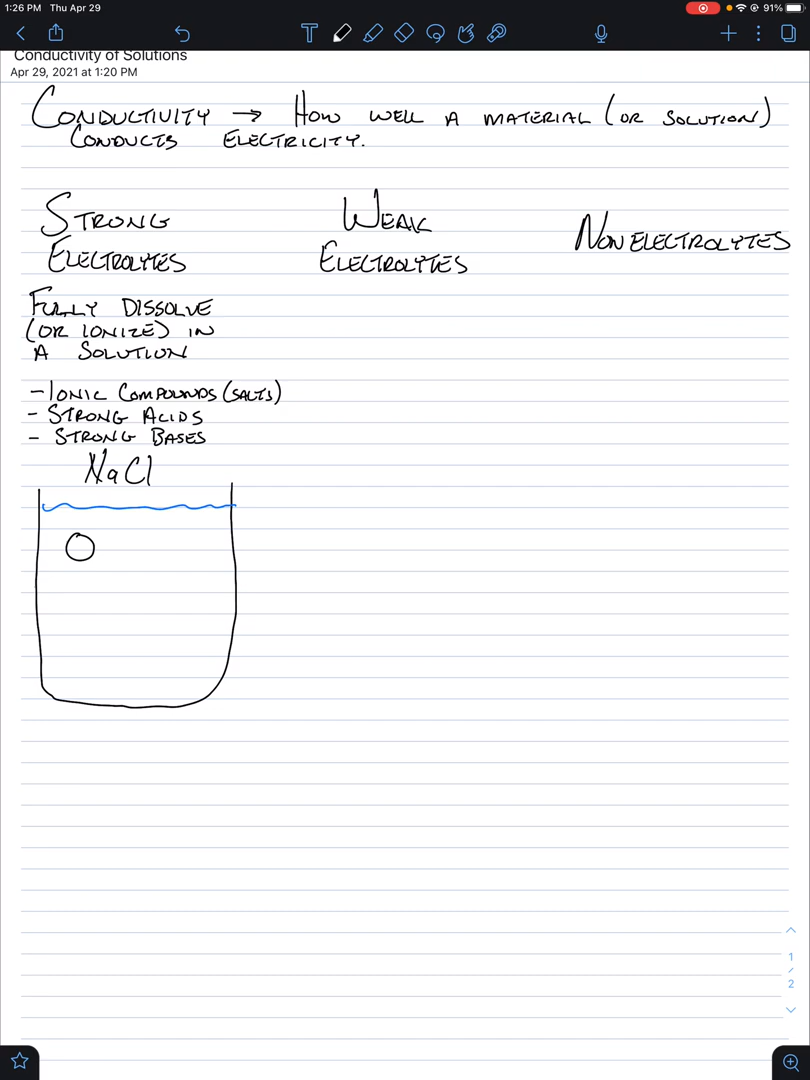 1:26 PM Thu Apr 29
91%
Conductivity of Solutions
Apr 29, 2021 at 1:20 PM
CONDUCTIVITY → HOW WELL A MATERIAL (OR SOLUTION)
CONDUCTS ELECTRICITY.
STRONG ELECTROLYTES
WEAK ELECTROLYTES
NONELECTROLYTES
FULLY DISSOLVE
(OR IONIZE) IN
A SOLUTION
- IONIC COMPOUNDS (SALTS)
- STRONG ACIDS
- STRONG BASES
NaCl
1
/
2